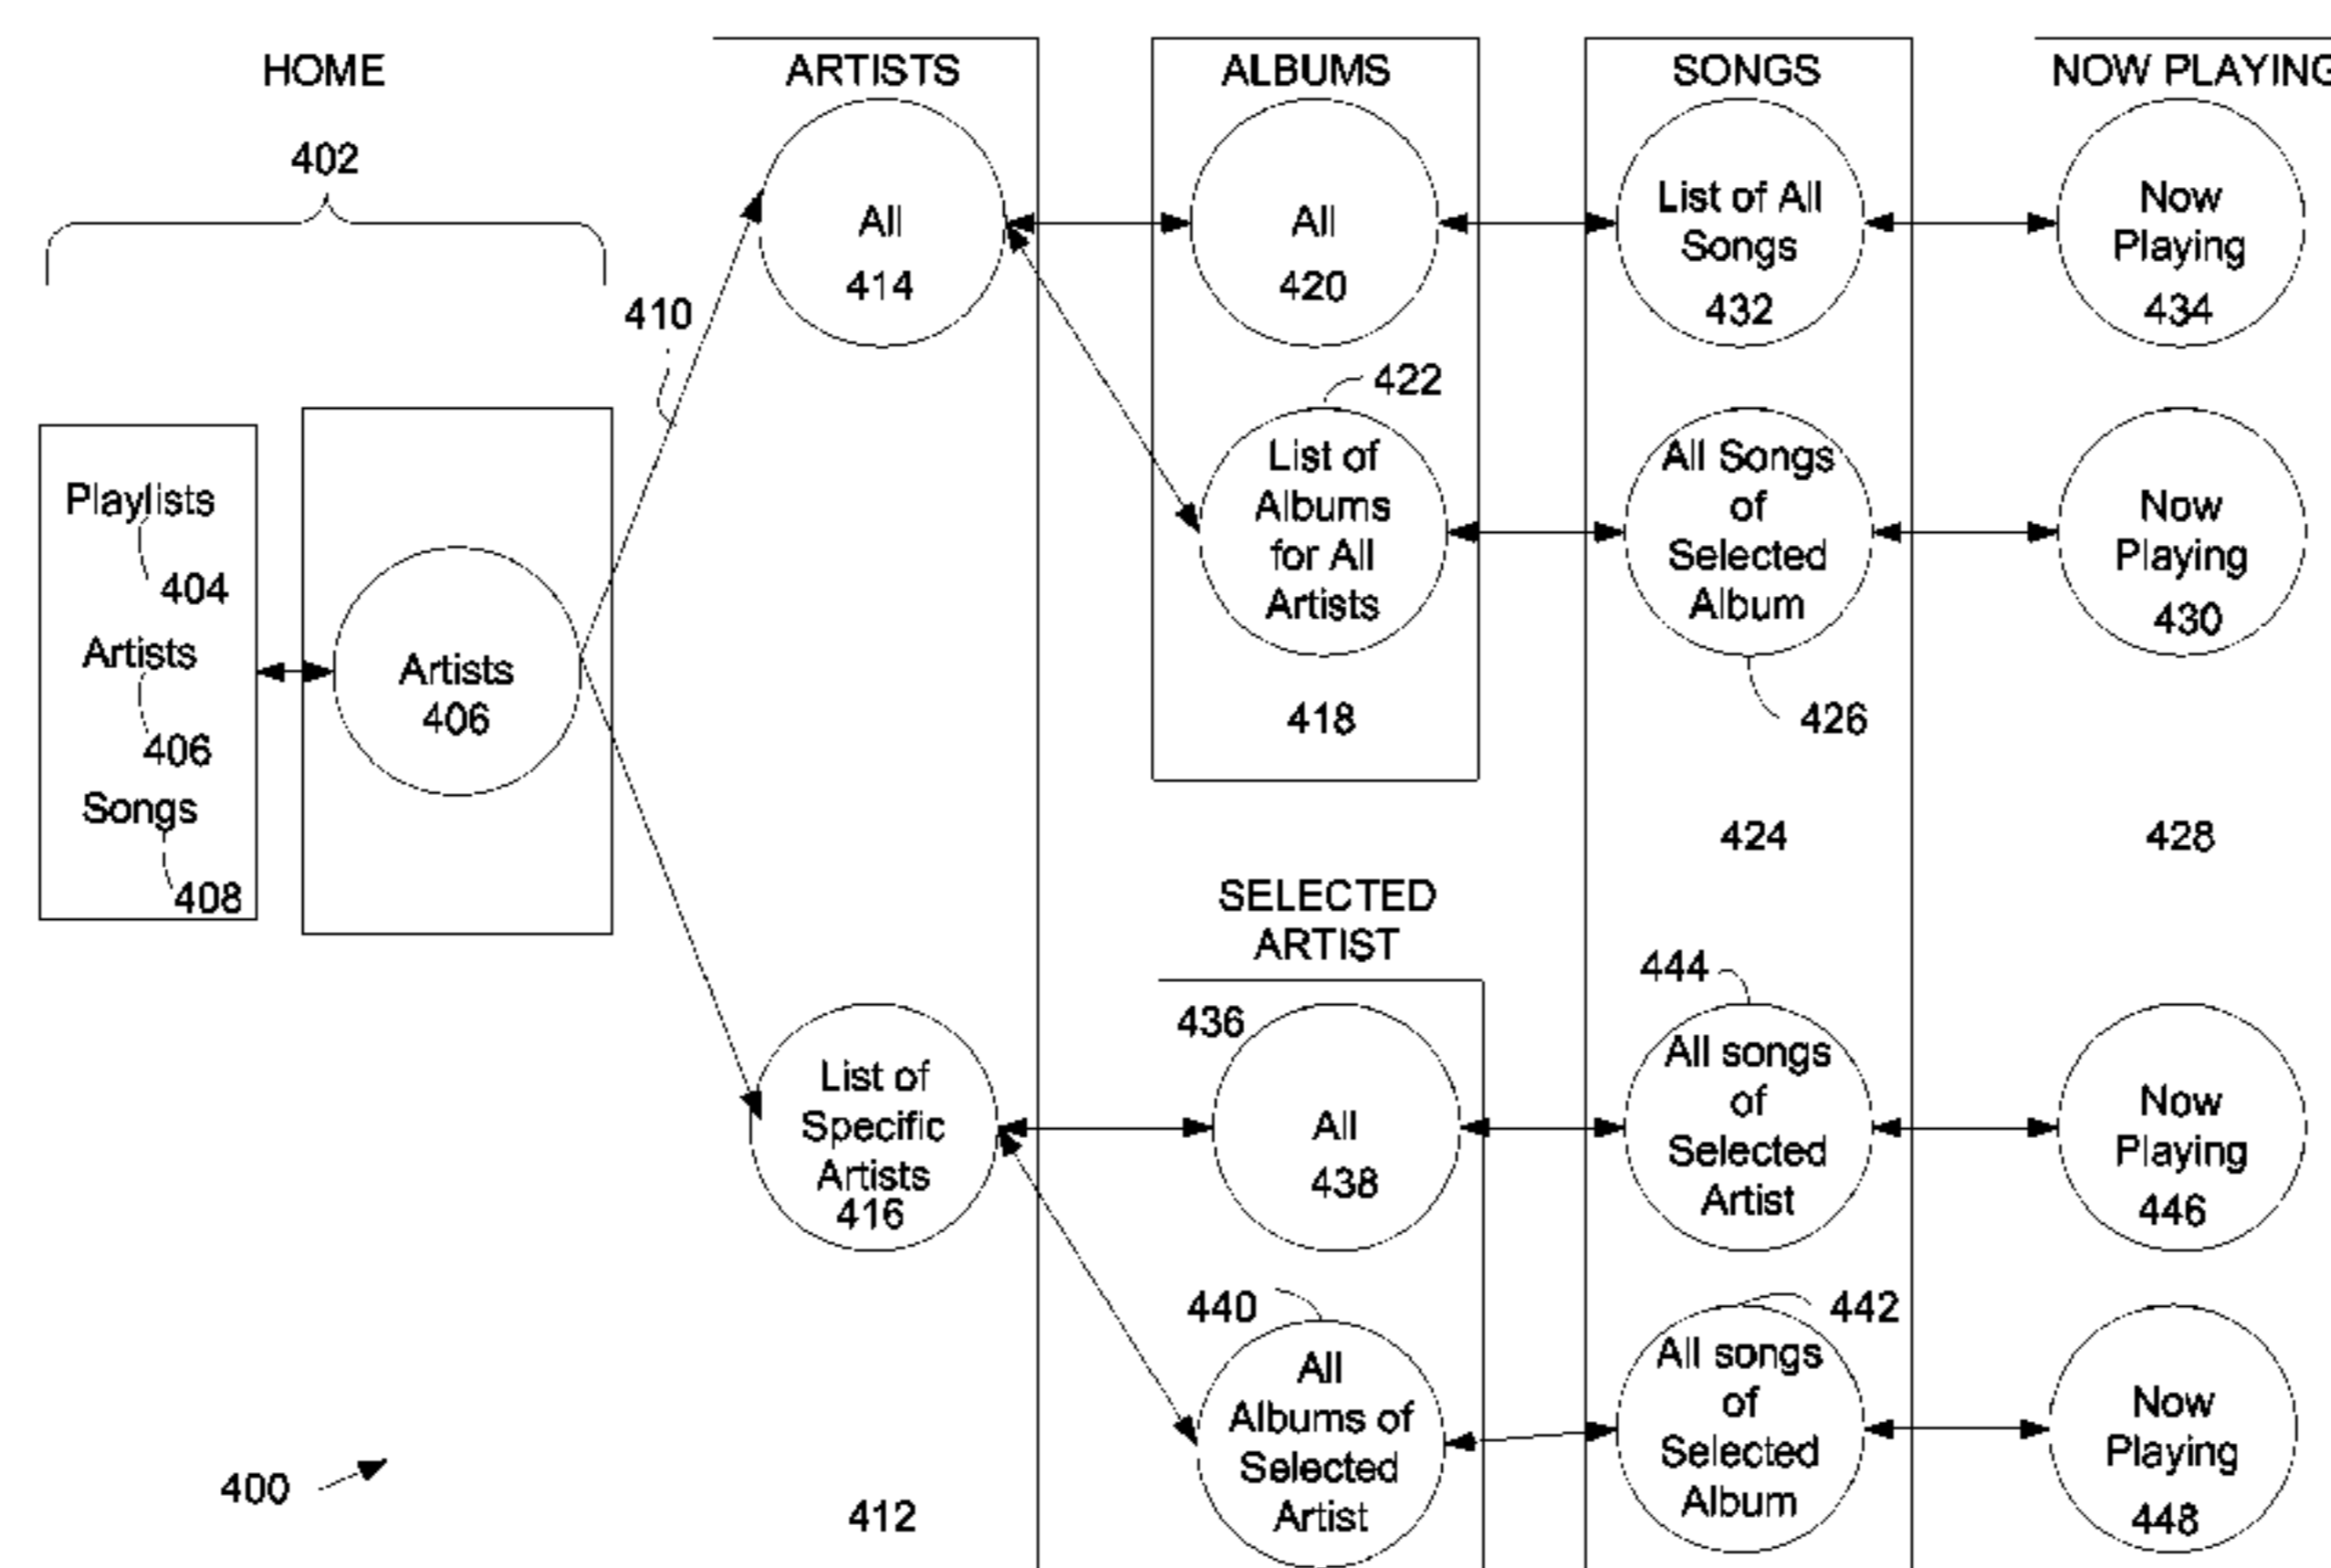 HOME
402
Playlists
404
Artists
406
Songs
408
Artists
406
410
400
ARTISTS
All
414
List of
Specific
Artists
416
412
ALBUMS
All
420
422
List of
Albums
for All
Artists
418
SELECTED
ARTIST
436
All
438
440
All
Albums of
Selected
Artist
SONGS
List of All
Songs
432
All Songs
of
Selected
Album
426
424
444
All songs
of
Selected
Artist
442
All songs
of
Selected
Album
NOW PLAYING
Now
Playing
434
Now
Playing
430
428
Now
Playing
446
Now
Playing
448